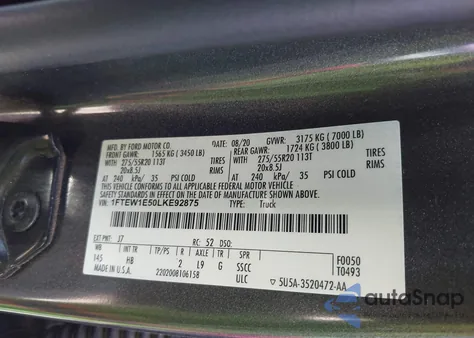 MFD. BY FORD MOTOR CO. 08/20 GVWR: 3175 KG ( 7000 LB)
FRONT GAWR: 1565 KG ( 3450 LB) REAR GAWR: 1724 KG ( 3800 LB)
275/55R20 113T TIRES 275/55R20 113T TIRES
20x8.5J RIMS 20x8.5J RIMS
AT 240 kPa/ 35 PSI COLD AT 240 kPa/ 35 PSI COLD
THIS VEHICLE CONFORMS TO ALL APPLICABLE FEDERAL MOTOR VEHICLE SAFETY AND THEFT PREVENTION STANDARDS IN EFFECT ON THE DATE OF MANUFACTURE SHOWN ABOVE.
VIN: 1FTEW1E50LKE92875 TYPE: Truck
EXT PNT: J7 RC: 52 DSO: F0050
WB INT TR TP/PS R AXLE TR SPR T0493
145 HB 2 L9 G SSCC
MADE IN U.S.A. 2202008106158 ULC 5U5A-3520472-AA
autoSnap